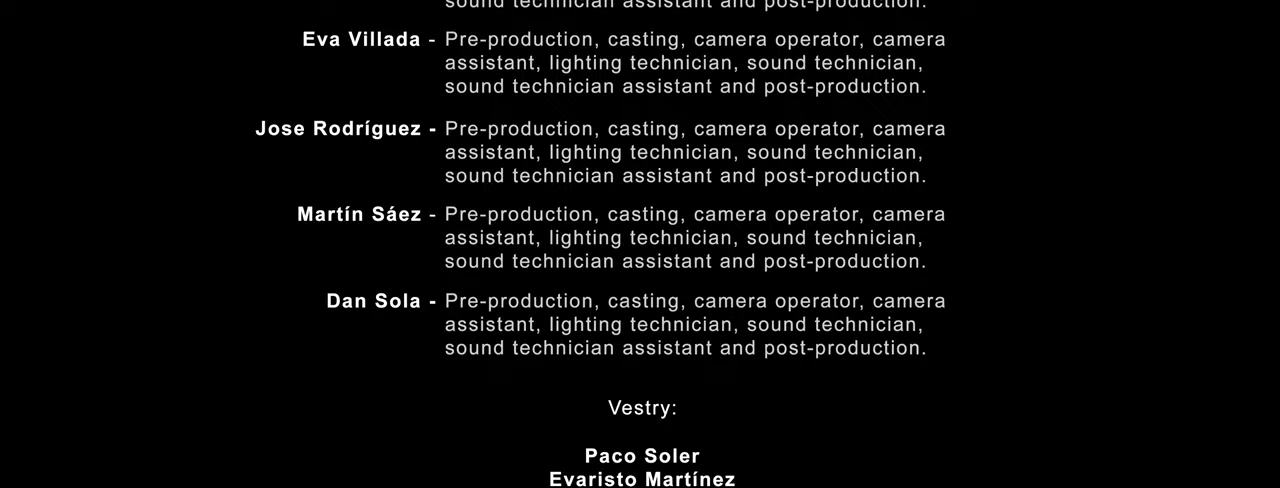 sound technician assistant and post-production.
Eva Villada - Pre-production, casting, camera operator, camera
assistant, lighting technician, sound technician,
sound technician assistant and post-production.
Jose Rodríguez - Pre-production, casting, camera operator, camera
assistant, lighting technician, sound technician,
sound technician assistant and post-production.
Martín Sáez - Pre-production, casting, camera operator, camera
assistant, lighting technician, sound technician,
sound technician assistant and post-production.
Dan Sola - Pre-production, casting, camera operator, camera
assistant, lighting technician, sound technician,
sound technician assistant and post-production.
Vestry:
Paco Soler
Evaristo Martínez